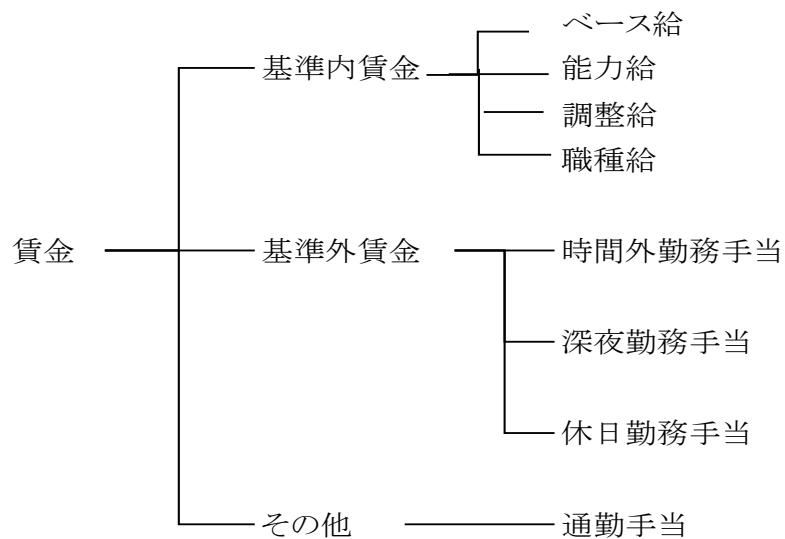 ベース給
基準内賃金
能力給
調整給
職種給
賃金
基準外賃金
時間外勤務手当
深夜勤務手当
休日勤務手当
その他
通勤手当